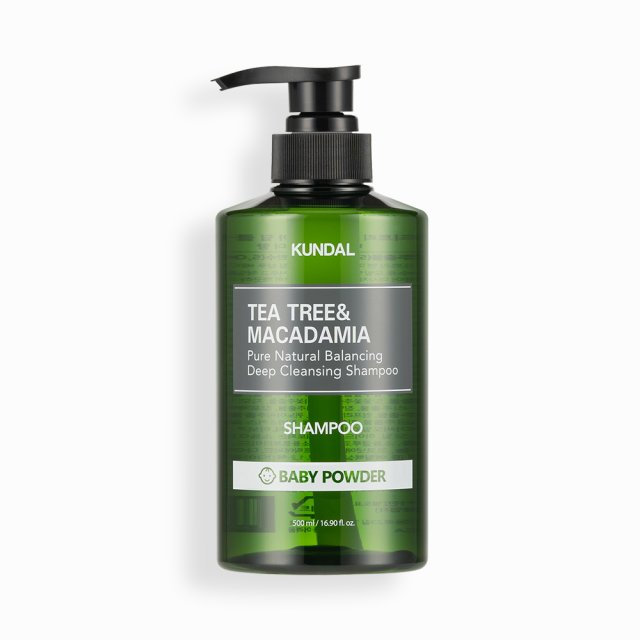 KUNDAL
TEA TREE&
MACADAMIA
Pure Natural Balancing
Deep Cleansing Shampoo
SHAMPOO
BABY POWDER
500 ml / 16.90 fl. oz.